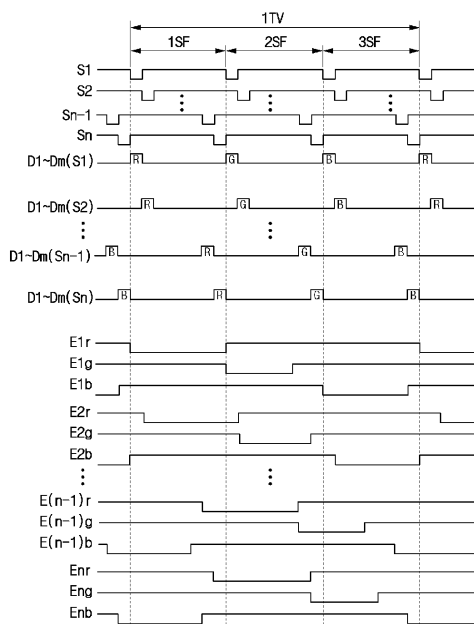 1TV
1SF 2SF 3SF
S1
S2
Sn-1
Sn
D1~Dm(S1) R G B R
D1~Dm(S2) R G B R
D1~Dm(Sn-1) B R G B
D1~Dm(Sn) B R G B
E1r
E1g
E1b
E2r
E2g
E2b
E(n-1)r
E(n-1)g
E(n-1)b
Enr
Eng
Enb